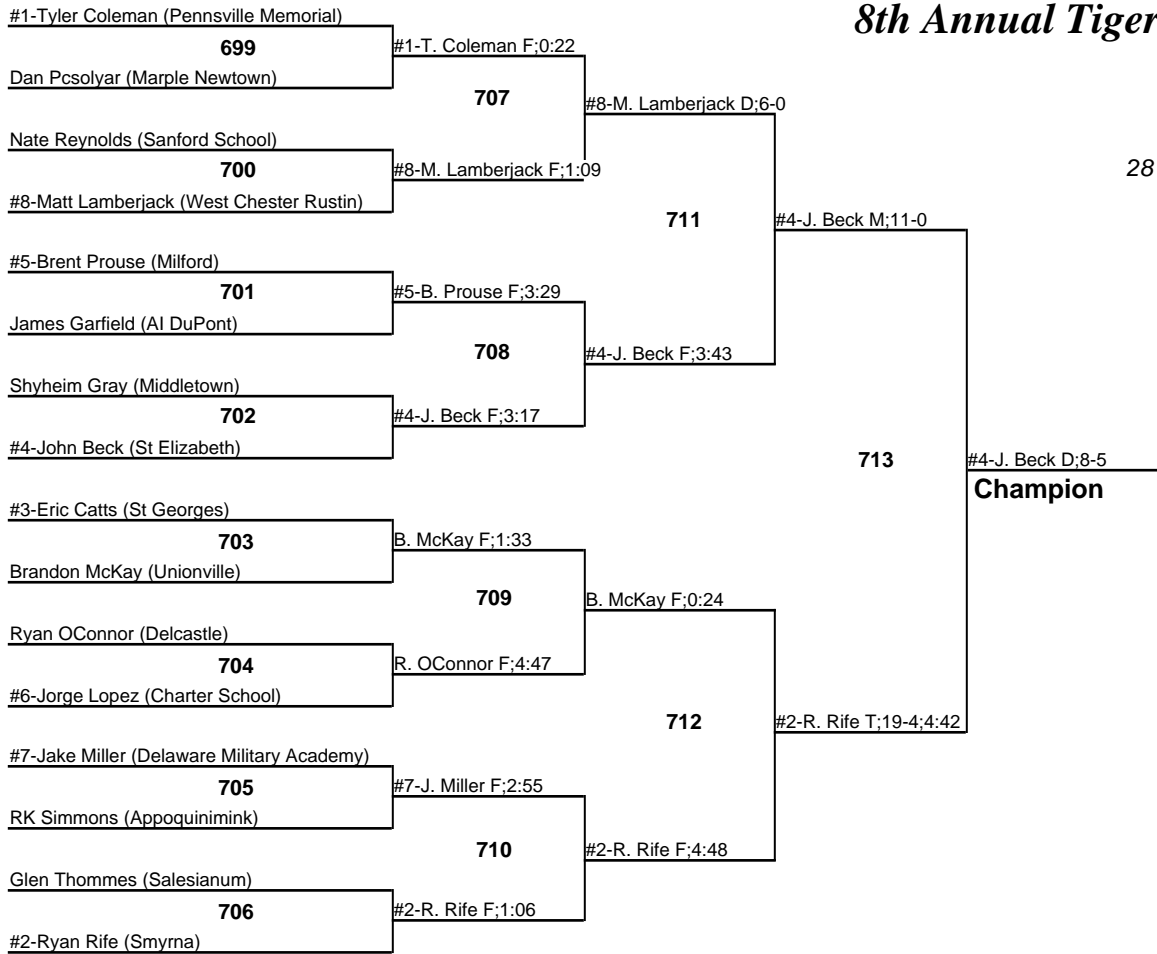 #1-Tyler Coleman (Pennsville Memorial)
8th Annual Tiger
699
#1-T. Coleman F;0:22
Dan Pcsolyar (Marple Newtown)
707
#8-M. Lamberjack D;6-0
Nate Reynolds (Sanford School)
700
#8-M. Lamberjack F;1:09
28
#8-Matt Lamberjack (West Chester Rustin)
711
#4-J. Beck M;11-0
#5-Brent Prouse (Milford)
701
#5-B. Prouse F;3:29
James Garfield (AI DuPont)
708
#4-J. Beck F;3:43
Shyheim Gray (Middletown)
702
#4-J. Beck F;3:17
#4-John Beck (St Elizabeth)
713
#4-J. Beck D;8-5
Champion
#3-Eric Catts (St Georges)
703
B. McKay F;1:33
Brandon McKay (Unionville)
709
B. McKay F;0:24
Ryan OConnor (Delcastle)
704
R. OConnor F;4:47
#6-Jorge Lopez (Charter School)
712
#2-R. Rife T;19-4;4:42
#7-Jake Miller (Delaware Military Academy)
705
#7-J. Miller F;2:55
RK Simmons (Appoquinimink)
710
#2-R. Rife F;4:48
Glen Thommes (Salesianum)
706
#2-R. Rife F;1:06
#2-Ryan Rife (Smyrna)